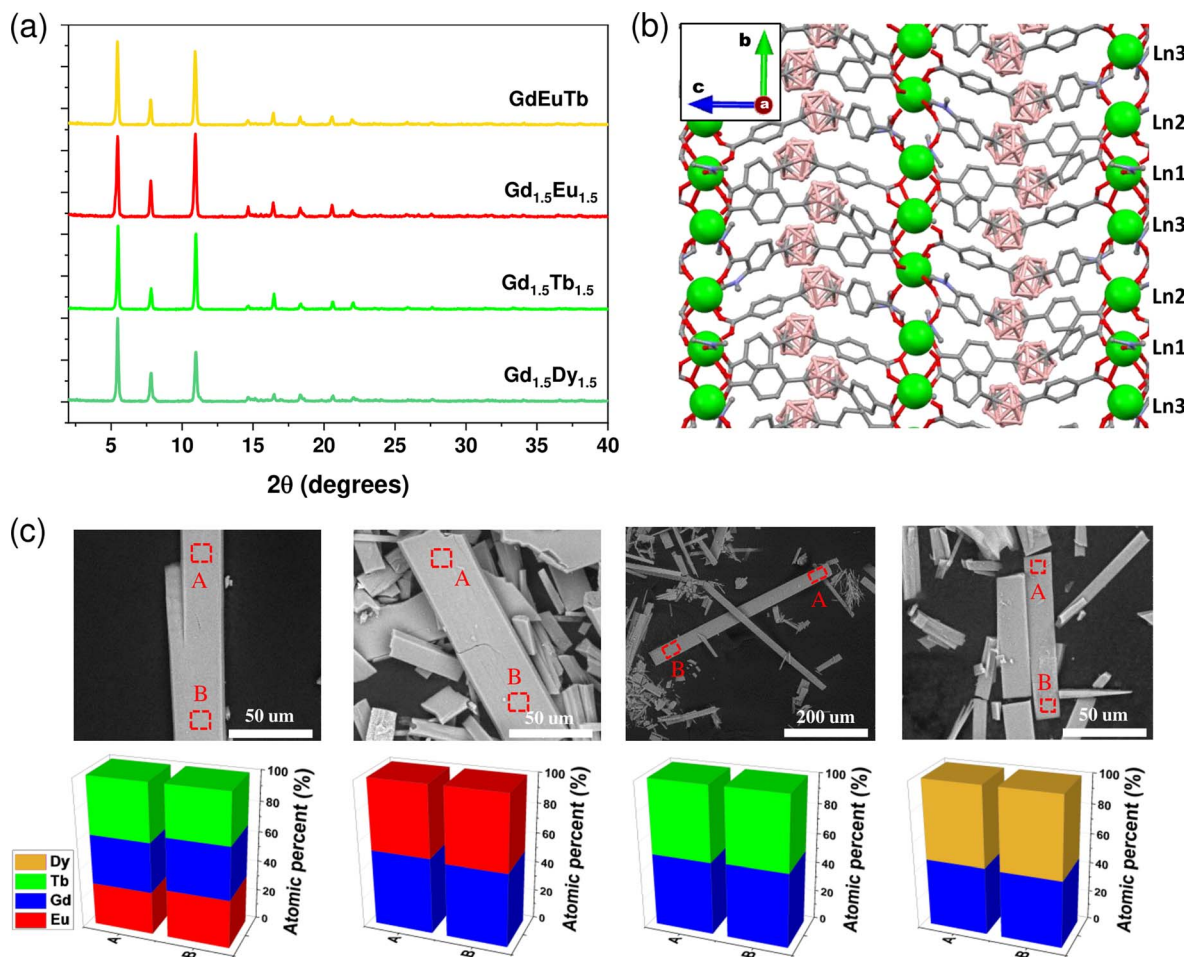 (a)
GdEuTb
Gd1.5Eu1.5
Gd1.5Tb1.5
Gd1.5Dy1.5
5 10 15 20 25 30 35 40
2θ (degrees)
(b)
b
c
a
Ln3
Ln2
Ln1
Ln3
Ln2
Ln1
Ln3
(c)
A
B
50 um
A
B
50 um
A
B
200 um
A
B
50 um
Dy
Tb
Gd
Eu
A
B
0
20
40
60
80
100
Atomic percent (%)
A
B
0
20
40
60
80
100
Atomic percent (%)
A
B
0
20
40
60
80
100
Atomic percent (%)
A
B
0
20
40
60
80
100
Atomic percent (%)